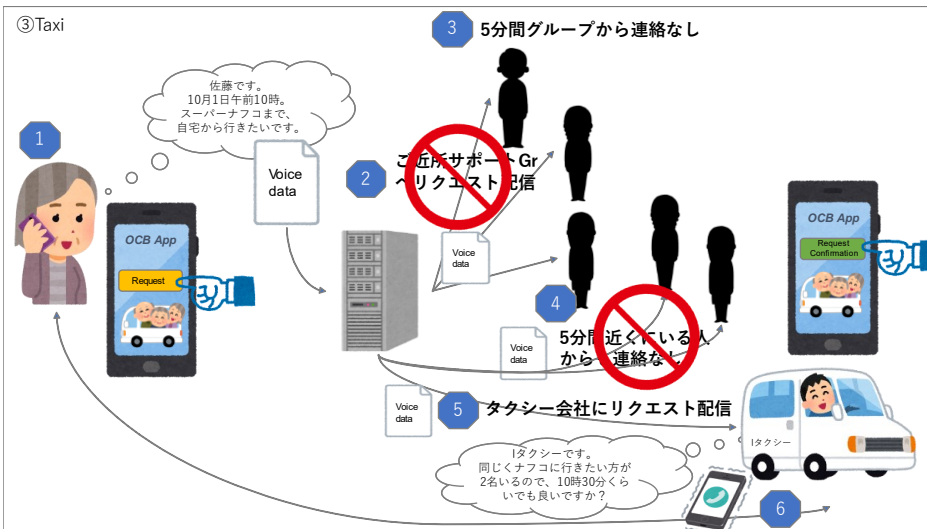 ③Taxi
3
5分間グループから連絡なし
佐藤です。
10月1日午前10時。
スーパーナフコまで、
自宅から行きたいです。
1
Voice
data
2
ご近所サポートGr
へリクエスト配信
OCB App
Request
Voice
data
OCB App
Request
Confirmation
4
5分間近くにいる人
から連絡なし
Voice
data
Voice
data
5
タクシー会社にリクエスト配信
Iタクシー
Iタクシーです。
同じくナフコに行きたい方が
2名いるので、10時30分くら
いでも良いですか？
6